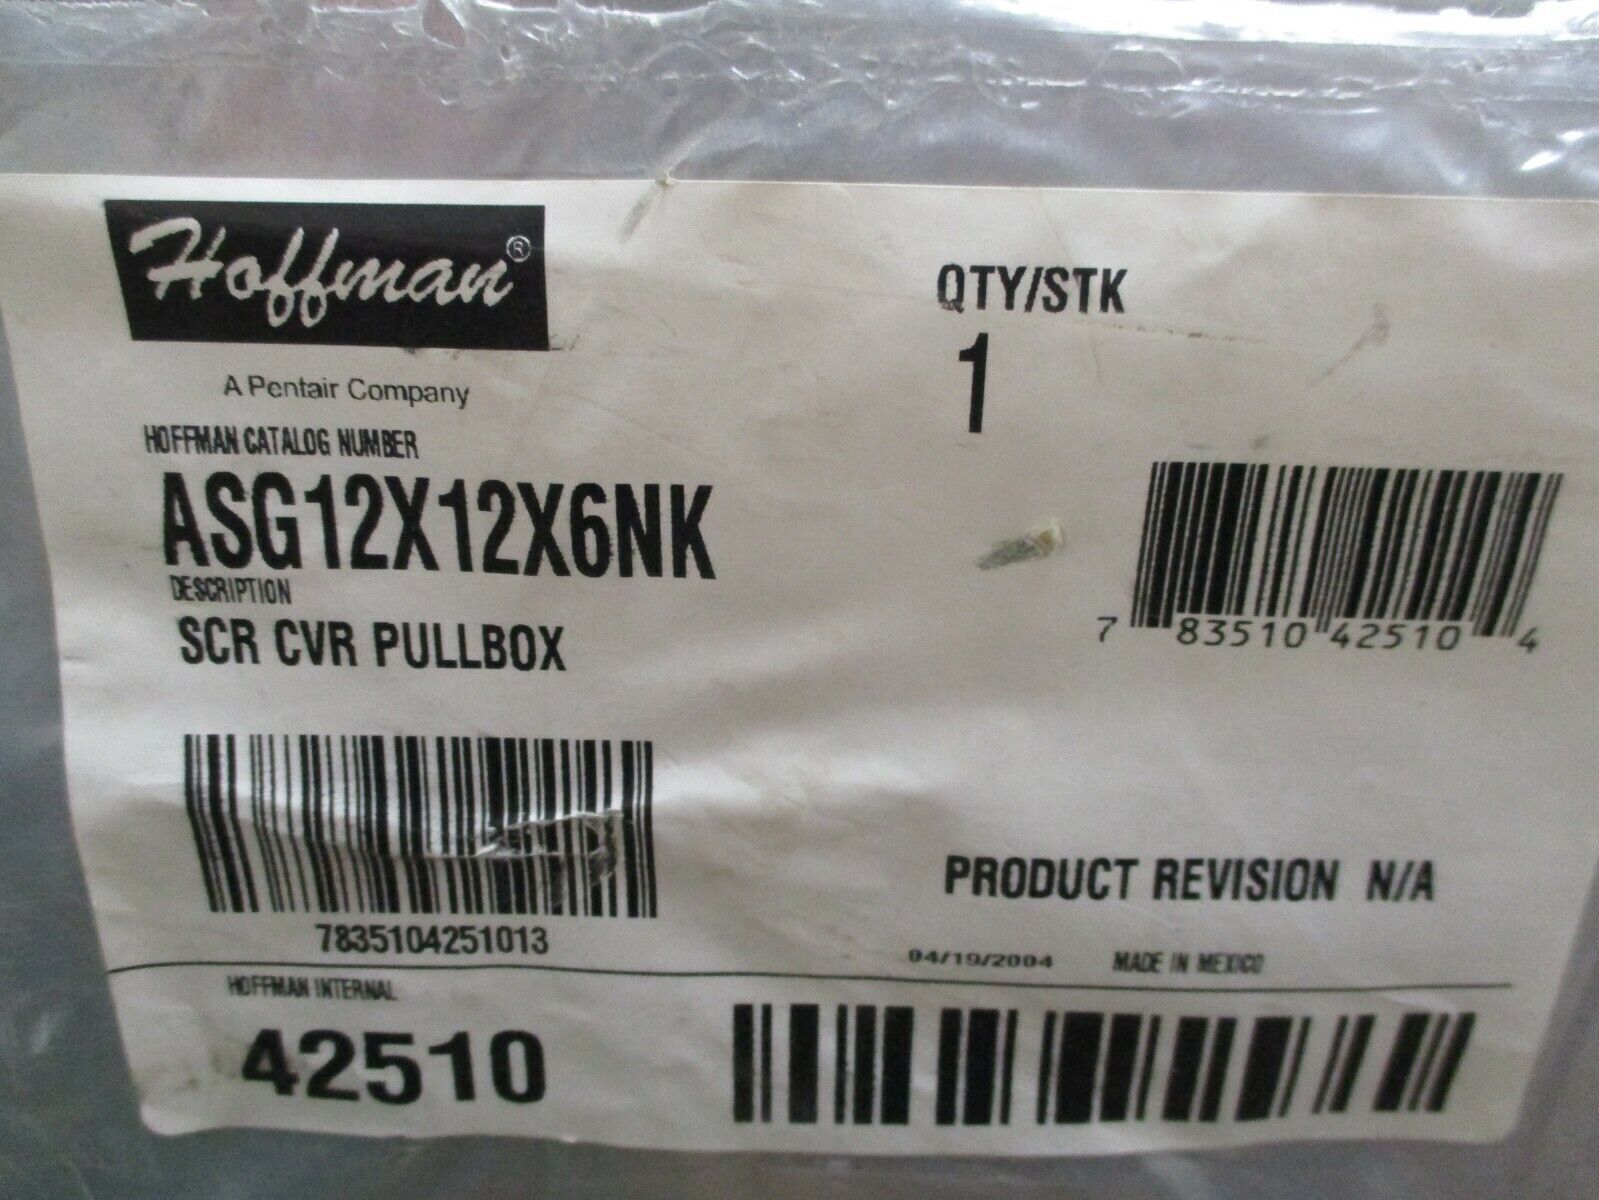 Hoffman®
A Pentair Company
HOFFMAN CATALOG NUMBER
ASG12X12X6NK
DESCRIPTION
SCR CVR PULLBOX
QTY/STK
1
7 83510 42510 4
7835104251013
PRODUCT REVISION N/A
04/19/2004 MADE IN MEXICO
HOFFMAN INTERNAL
42510